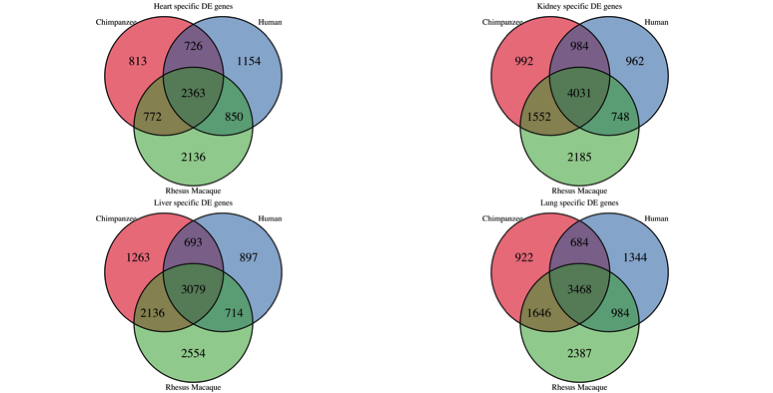 Heart specific DE genes
Chimpanzee Human
726
813 1154
2363
772 850
2136
Rhesus Macaque
Kidney specific DE genes
Chimpanzee Human
984
992 962
4031
1552 748
2185
Rhesus Macaque
Liver specific DE genes
Chimpanzee Human
693
1263 897
3079
2136 714
2554
Rhesus Macaque
Lung specific DE genes
Chimpanzee Human
684
922 1344
3468
1646 984
2387
Rhesus Macaque